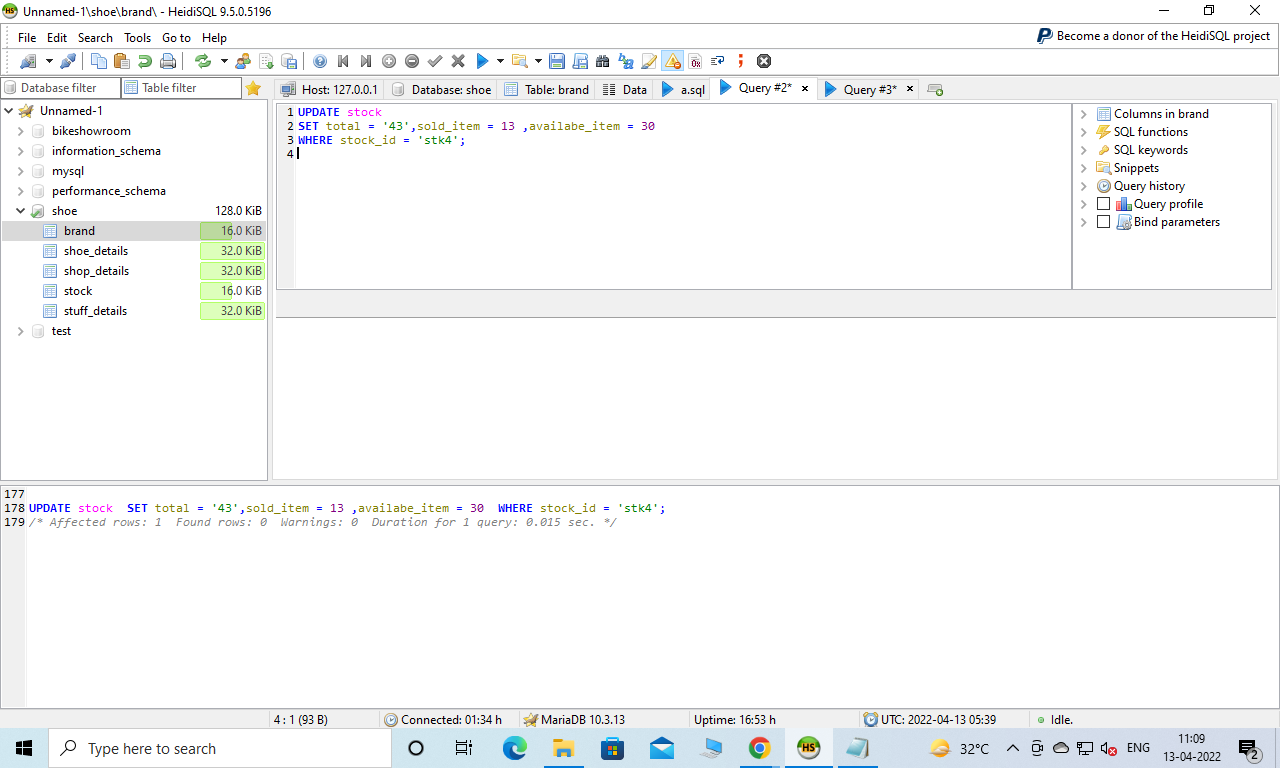 Unnamed-1\shoe\brand\ - HeidiSQL 9.5.0.5196
File Edit Search Tools Go to Help
Become a donor of the HeidiSQL project
Database filter Table filter
Host: 127.0.0.1 Database: shoe Table: brand Data a.sql Query #2* × Query #3* ×
Unnamed-1
bikeshowroom
information_schema
mysql
performance_schema
shoe 128.0 KiB
brand 16.0 KiB
shoe_details 32.0 KiB
shop_details 32.0 KiB
stock 16.0 KiB
stuff_details 32.0 KiB
test
1 UPDATE stock
2 SET total = '43',sold_item = 13 ,availabe_item = 30
3 WHERE stock_id = 'stk4';
4
Columns in brand
SQL functions
SQL keywords
Snippets
Query history
Query profile
Bind parameters
177
178 UPDATE stock  SET total = '43',sold_item = 13 ,availabe_item = 30  WHERE stock_id = 'stk4';
179 /* Affected rows: 1  Found rows: 0  Warnings: 0  Duration for 1 query: 0.015 sec. */
4 : 1 (93 B) Connected: 01:34 h MariaDB 10.3.13 Uptime: 16:53 h UTC: 2022-04-13 05:39 Idle.
Type here to search
HS
32°C ENG
11:09
13-04-2022
2